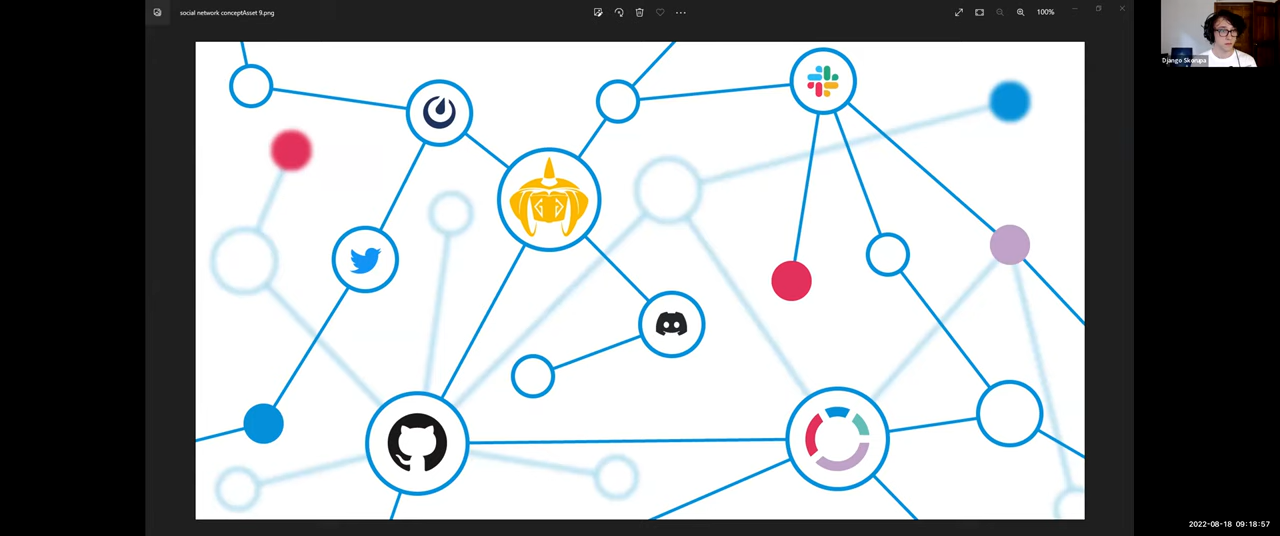 social network conceptAsset 9.png
100%
Django Skorupa
2022-08-18 09:18:57